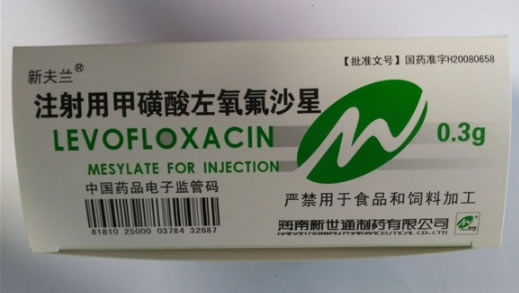 【批准文号】国药准字H20080658
新夫兰®
注射用甲磺酸左氧氟沙星
LEVOFLOXACIN
0.3g
MESYLATE FOR INJECTION
中国药品电子监管码
严禁用于食品和饲料加工
81810 25000 03784 32687
海南新世通制药有限公司
PHARMACEUTICAL CO.,LTD